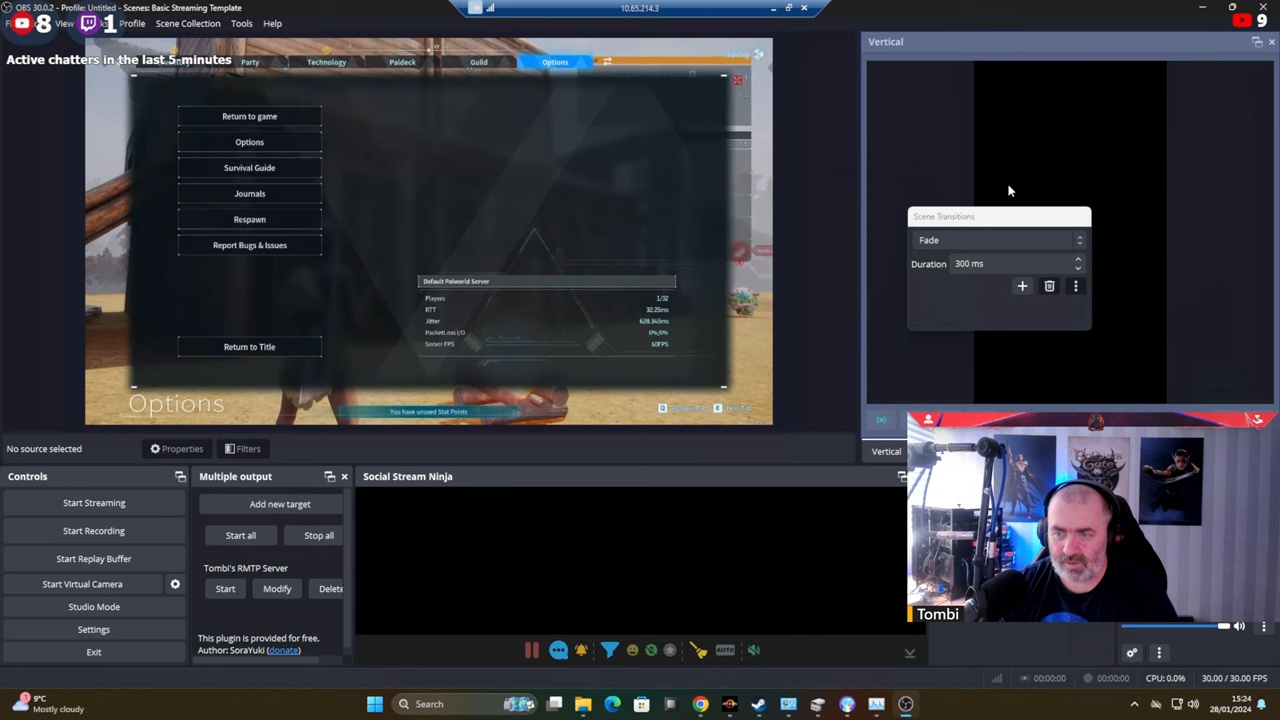 OBS 30.0.2 - Profile: Untitled - Scenes: Basic Streaming Template
10.65.214.3
8
1
9
View
Profile
Scene Collection
Tools
Help
Active chatters in the last 5 minutes
Party
Technology
Paldeck
Guild
Options
Return to game
Options
Survival Guide
Journals
Respawn
Report Bugs & Issues
Return to Title
Default Palworld Server
Players 1/32
RTT 32.25ms
Jitter 628.343ms
PacketLoss I/O 0%/0%
Server FPS 60FPS
Options
You have unused Stat Points
Vertical
Scene Transitions
Fade
Duration 300 ms
Vertical
No source selected
Properties
Filters
Controls
Start Streaming
Start Recording
Start Replay Buffer
Start Virtual Camera
Studio Mode
Settings
Exit
Multiple output
Add new target
Start all
Stop all
Tombi's RMTP Server
Start
Modify
Delete
This plugin is provided for free.
Author: SoraYuki (donate)
Social Stream Ninja
AUTO
Tombi
00:00:00
00:00:00
CPU: 0.0%
30.00 / 30.00 FPS
9°C
Mostly cloudy
Search
15:24
28/01/2024